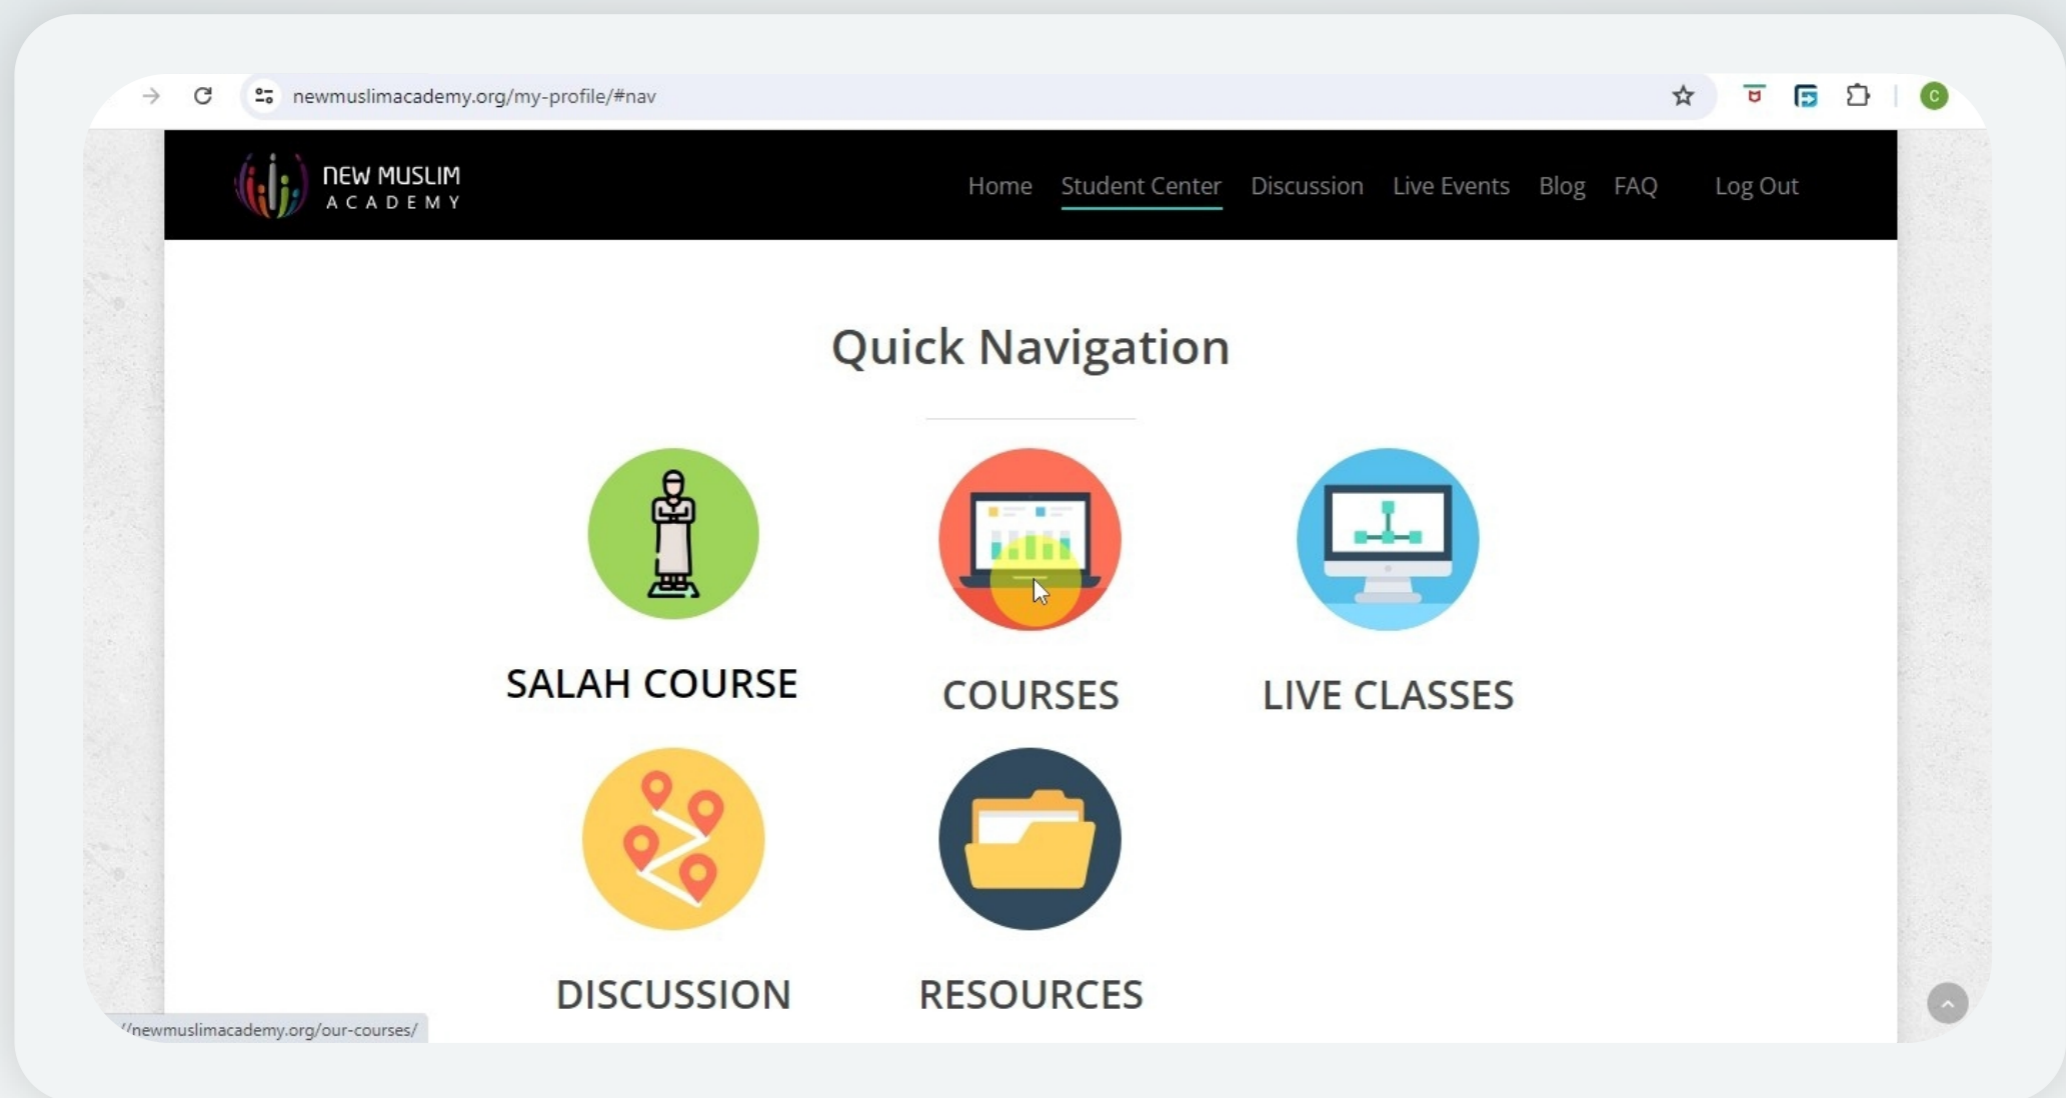 newmuslimacademy.org/my-profile/#nav
C
NEW MUSLIM
ACADEMY
Home Student Center Discussion Live Events Blog FAQ Log Out
Quick Navigation
SALAH COURSE
COURSES
LIVE CLASSES
DISCUSSION
RESOURCES
//newmuslimacademy.org/our-courses/